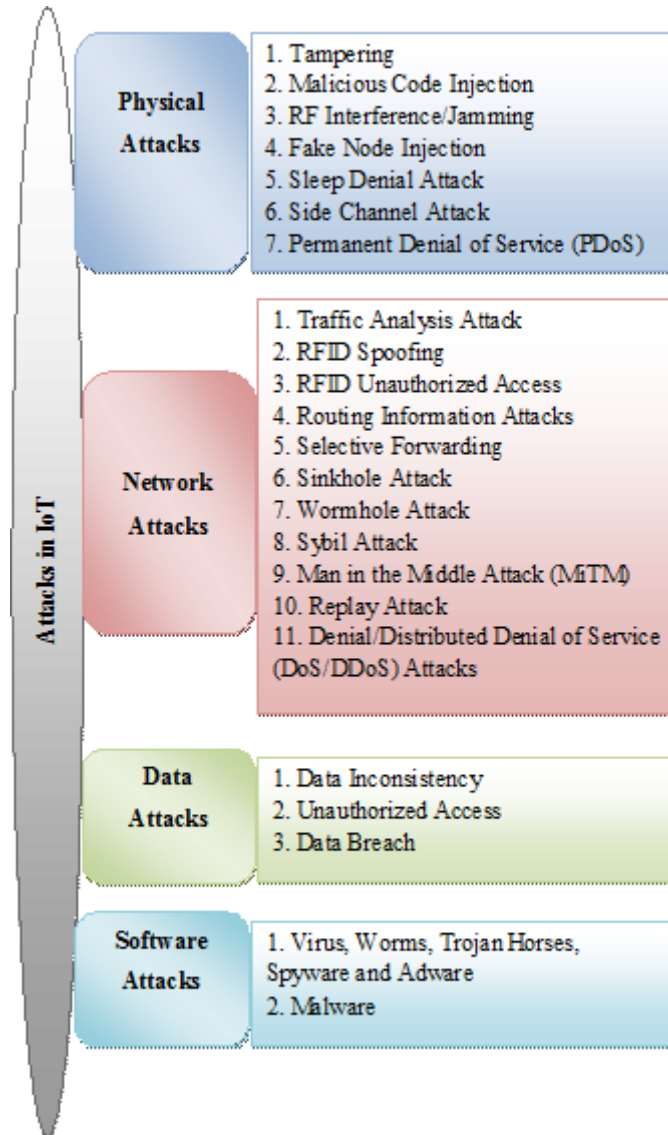 Attacks in IoT
Physical
Attacks
1. Tampering
2. Malicious Code Injection
3. RF Interference/Jamming
4. Fake Node Injection
5. Sleep Denial Attack
6. Side Channel Attack
7. Permanent Denial of Service (PDoS)
Network
Attacks
1. Traffic Analysis Attack
2. RFID Spoofing
3. RFID Unauthorized Access
4. Routing Information Attacks
5. Selective Forwarding
6. Sinkhole Attack
7. Wormhole Attack
8. Sybil Attack
9. Man in the Middle Attack (MiTM)
10. Replay Attack
11. Denial/Distributed Denial of Service
(DoS/DDoS) Attacks
Data
Attacks
1. Data Inconsistency
2. Unauthorized Access
3. Data Breach
Software
Attacks
1. Virus, Worms, Trojan Horses,
Spyware and Adware
2. Malware